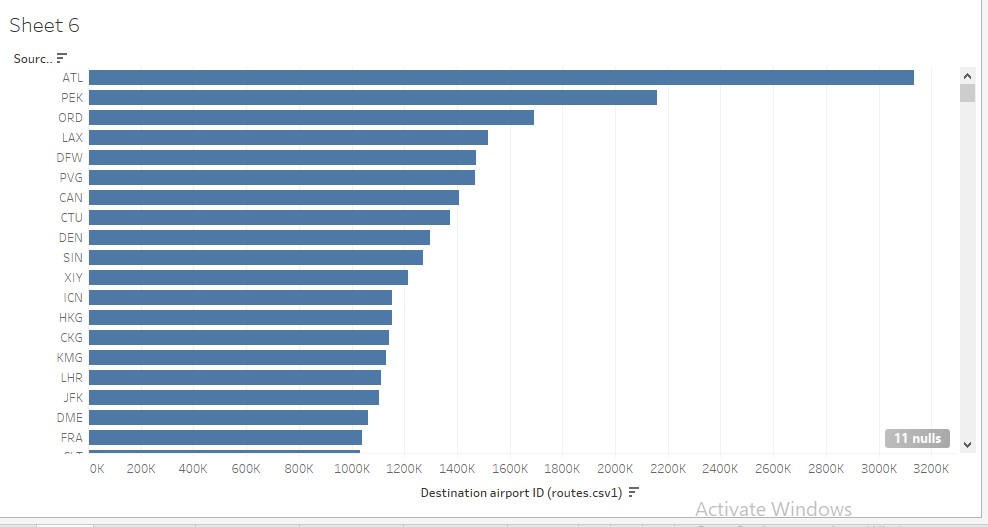 Sheet 6
Sourc..
ATL
PEK
ORD
LAX
DFW
PVG
CAN
CTU
DEN
SIN
XIY
ICN
HKG
CKG
KMG
LHR
JFK
DME
FRA
11 nulls
0K 200K 400K 600K 800K 1000K 1200K 1400K 1600K 1800K 2000K 2200K 2400K 2600K 2800K 3000K 3200K
Destination airport ID (routes.csv1)
Activate Windows